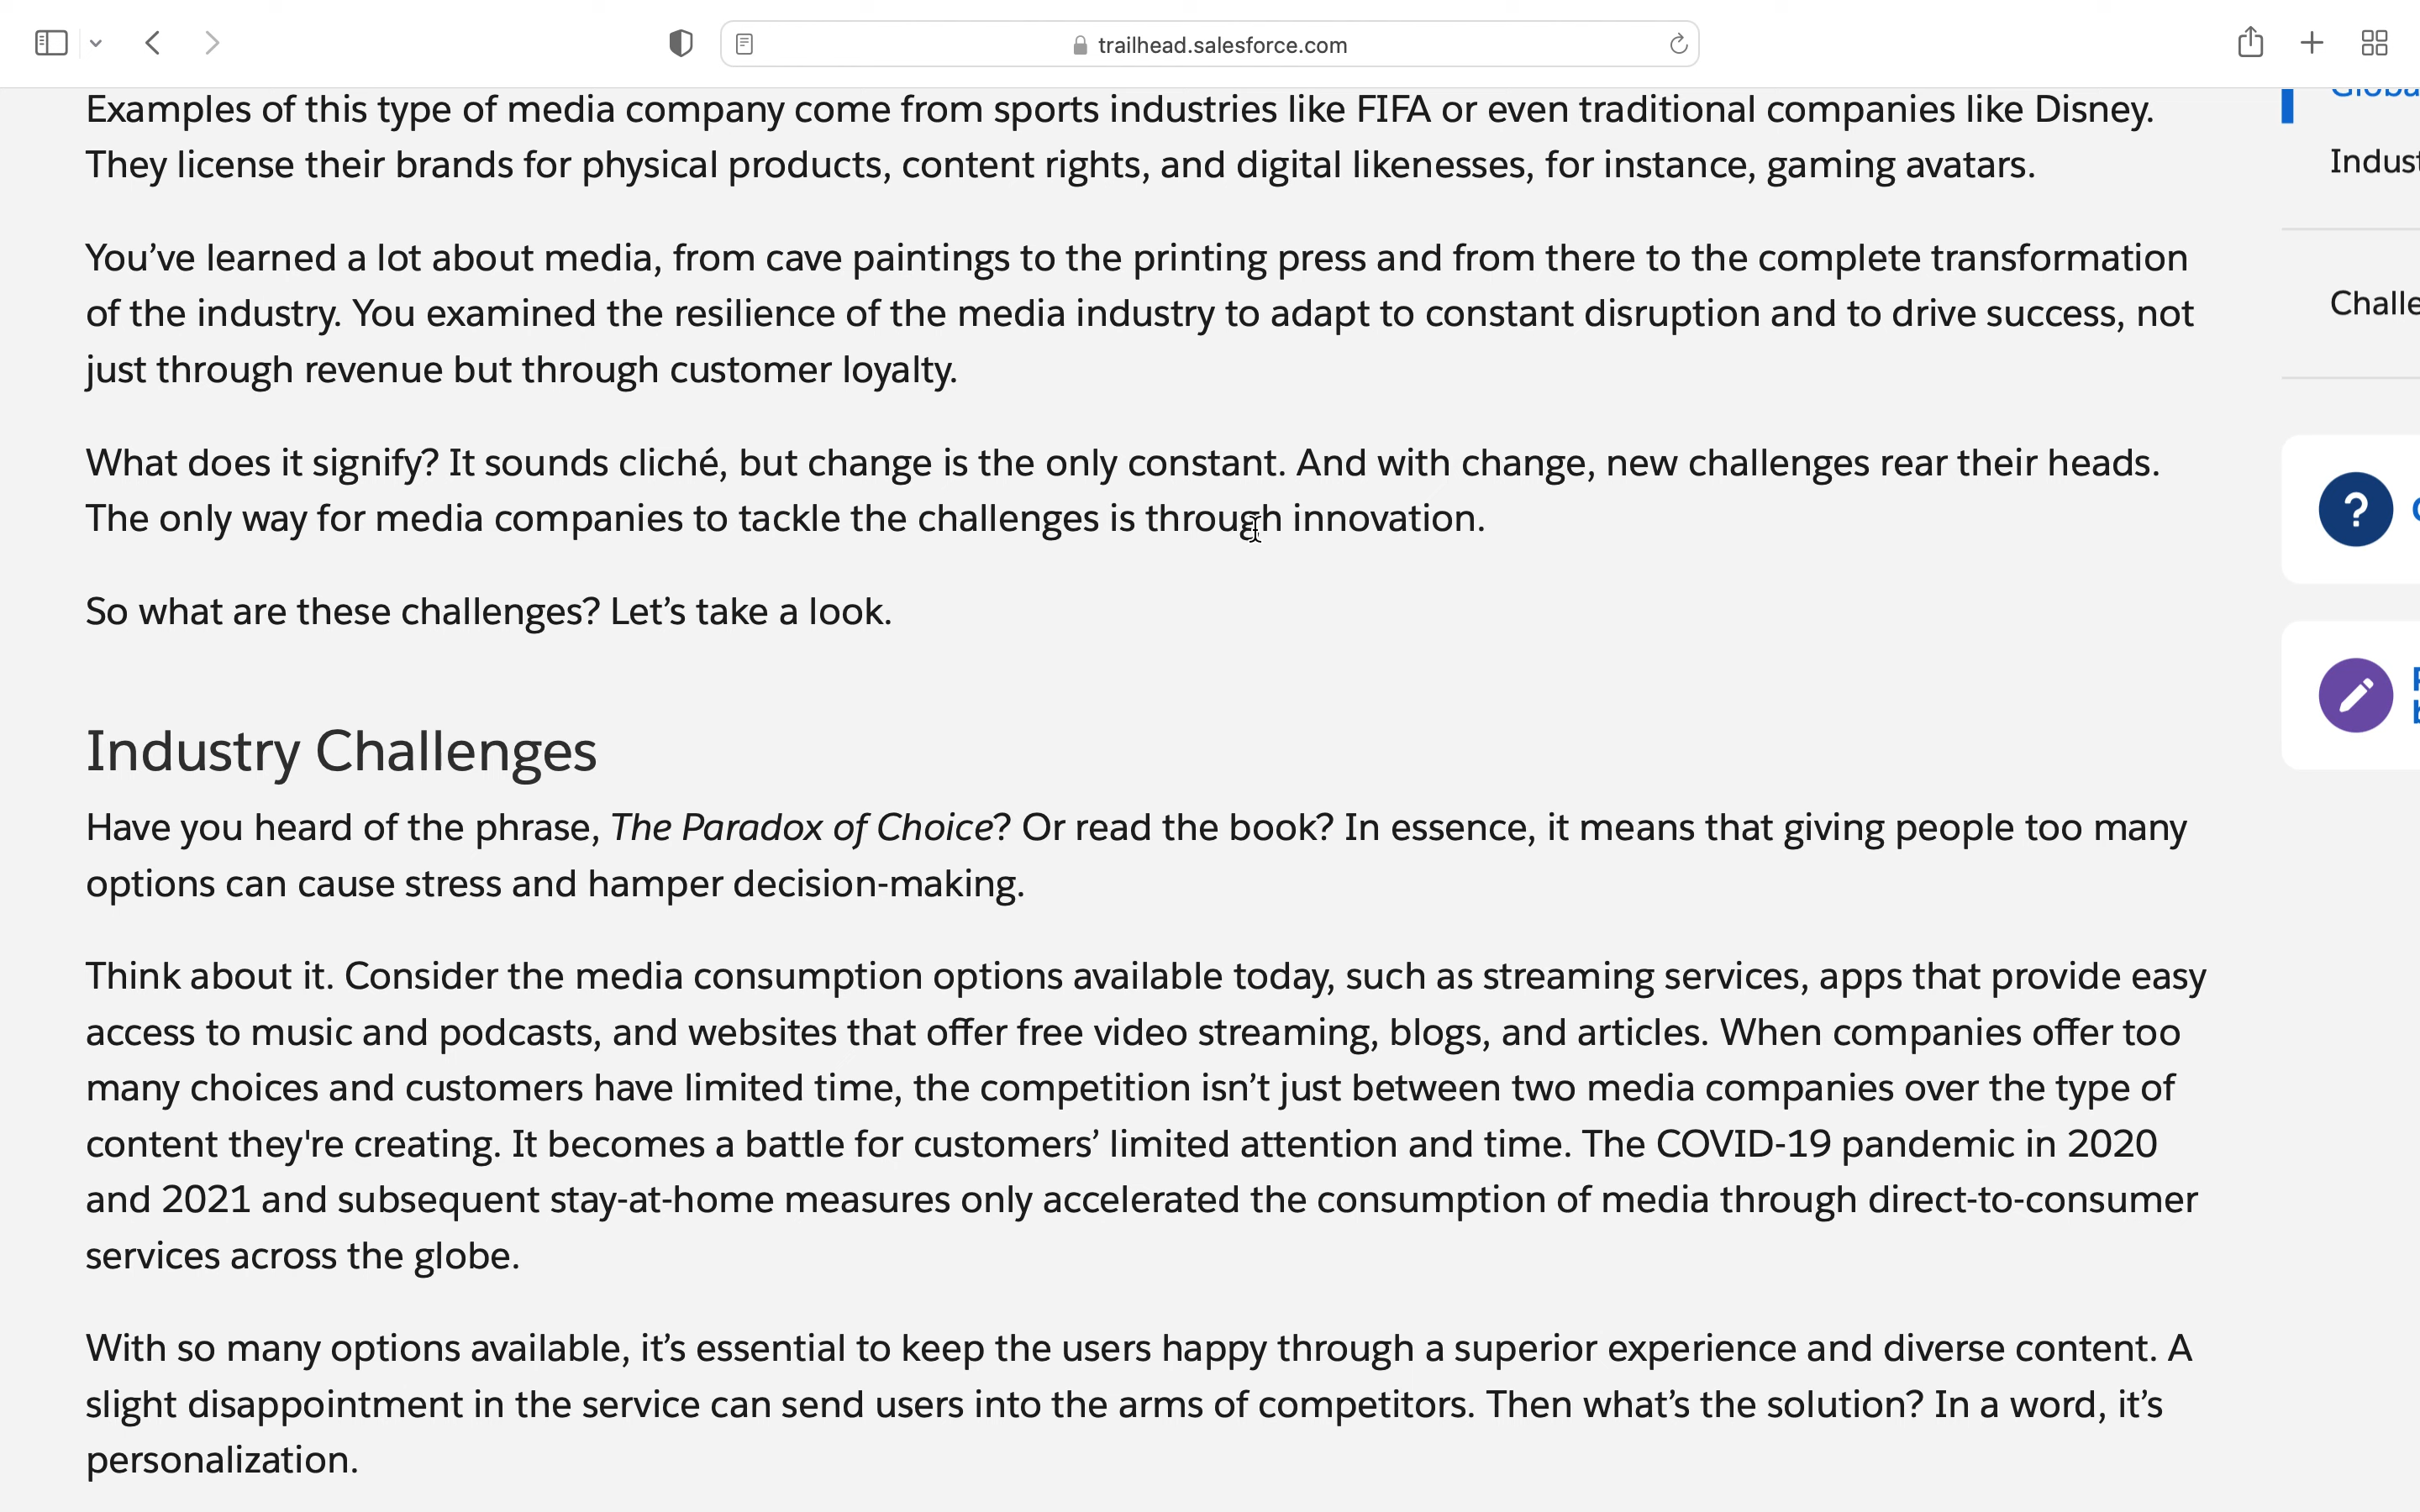 trailhead.salesforce.com
Examples of this type of media company come from sports industries like FIFA or even traditional companies like Disney.
They license their brands for physical products, content rights, and digital likenesses, for instance, gaming avatars.
You’ve learned a lot about media, from cave paintings to the printing press and from there to the complete transformation
of the industry. You examined the resilience of the media industry to adapt to constant disruption and to drive success, not
just through revenue but through customer loyalty.
What does it signify? It sounds cliché, but change is the only constant. And with change, new challenges rear their heads.
The only way for media companies to tackle the challenges is through innovation.
So what are these challenges? Let’s take a look.
Industry Challenges
Have you heard of the phrase, The Paradox of Choice? Or read the book? In essence, it means that giving people too many
options can cause stress and hamper decision-making.
Think about it. Consider the media consumption options available today, such as streaming services, apps that provide easy
access to music and podcasts, and websites that offer free video streaming, blogs, and articles. When companies offer too
many choices and customers have limited time, the competition isn’t just between two media companies over the type of
content they're creating. It becomes a battle for customers’ limited attention and time. The COVID-19 pandemic in 2020
and 2021 and subsequent stay-at-home measures only accelerated the consumption of media through direct-to-consumer
services across the globe.
With so many options available, it’s essential to keep the users happy through a superior experience and diverse content. A
slight disappointment in the service can send users into the arms of competitors. Then what’s the solution? In a word, it’s
personalization.
Indust
Challe
?